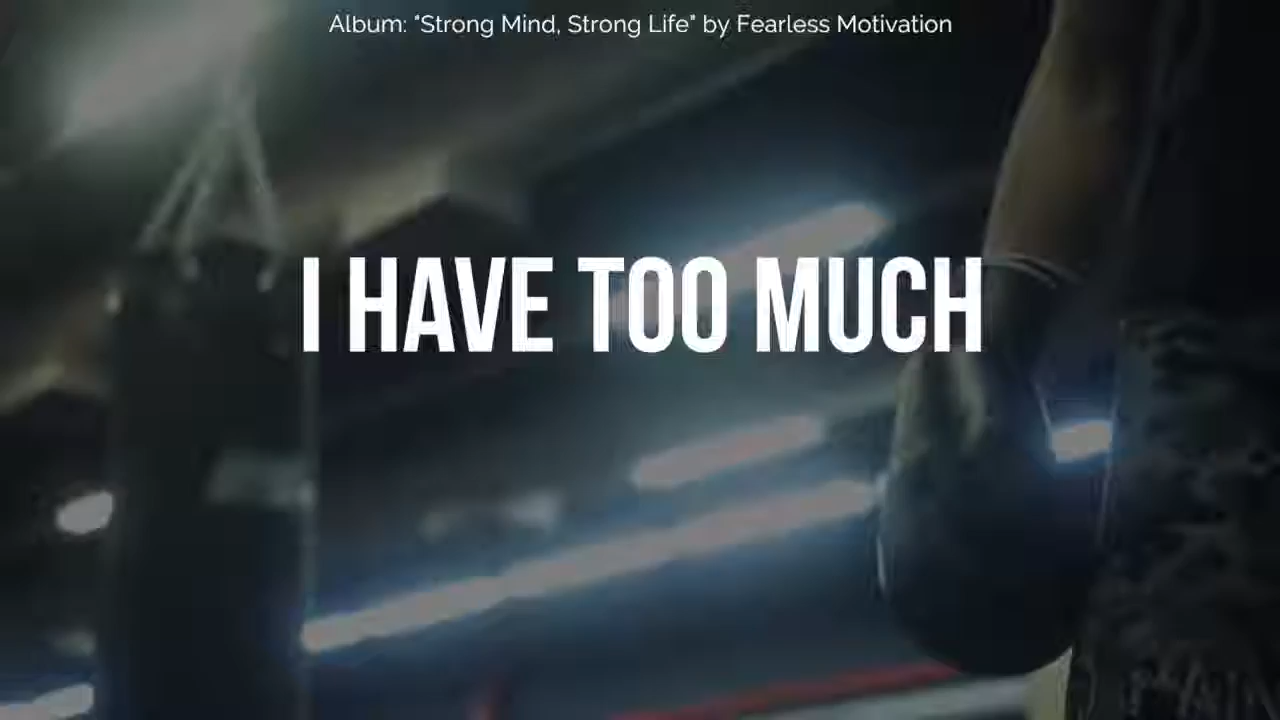 Album: "Strong Mind, Strong Life" by Fearless Motivation
I HAVE TOO MUCH